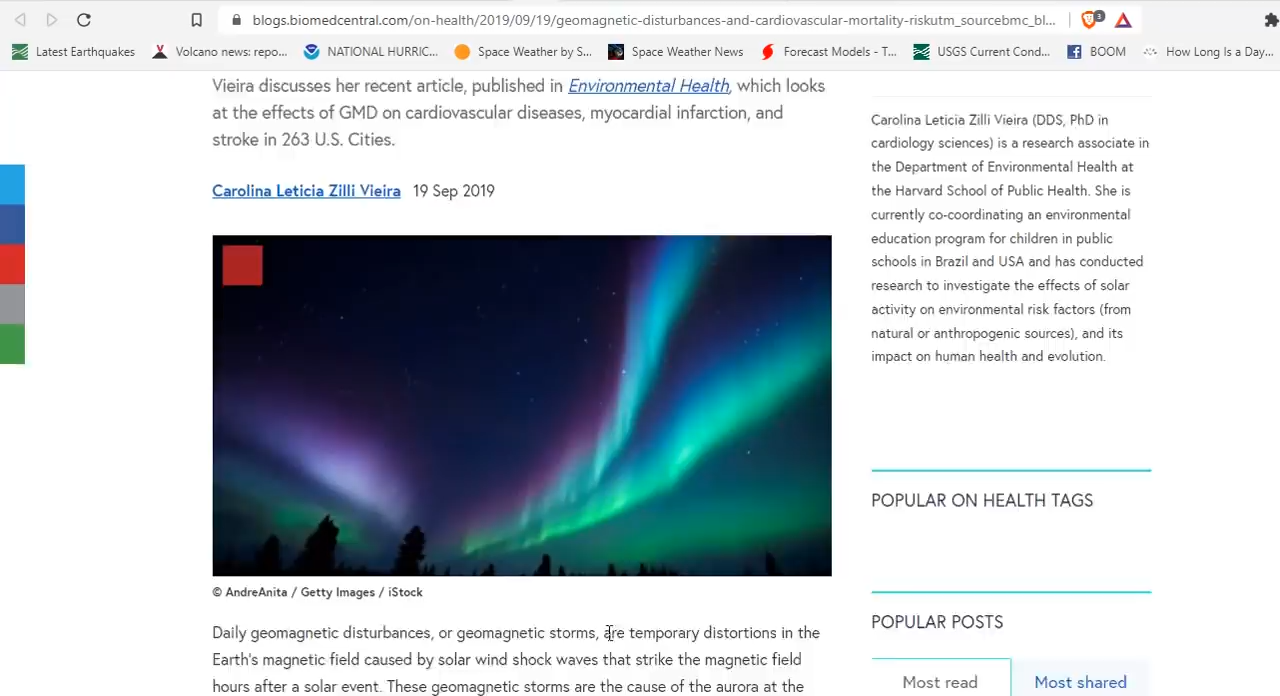 blogs.biomedcentral.com/on-health/2019/09/19/geomagnetic-disturbances-and-cardiovascular-mortality-riskutm_sourcebmc_bl...
3
Latest Earthquakes
Volcano news: repo...
NATIONAL HURRIC...
Space Weather by S...
Space Weather News
Forecast Models - T...
USGS Current Cond...
BOOM
How Long Is a Day...
Vieira discusses her recent article, published in Environmental Health, which looks
at the effects of GMD on cardiovascular diseases, myocardial infarction, and
stroke in 263 U.S. Cities.
Carolina Leticia Zilli Vieira 19 Sep 2019
© AndreAnita / Getty Images / iStock
Daily geomagnetic disturbances, or geomagnetic storms, are temporary distortions in the
Earth's magnetic field caused by solar wind shock waves that strike the magnetic field
hours after a solar event. These geomagnetic storms are the cause of the aurora at the
Carolina Leticia Zilli Vieira (DDS, PhD in
cardiology sciences) is a research associate in
the Department of Environmental Health at
the Harvard School of Public Health. She is
currently co-coordinating an environmental
education program for children in public
schools in Brazil and USA and has conducted
research to investigate the effects of solar
activity on environmental risk factors (from
natural or anthropogenic sources), and its
impact on human health and evolution.
POPULAR ON HEALTH TAGS
POPULAR POSTS
Most read
Most shared